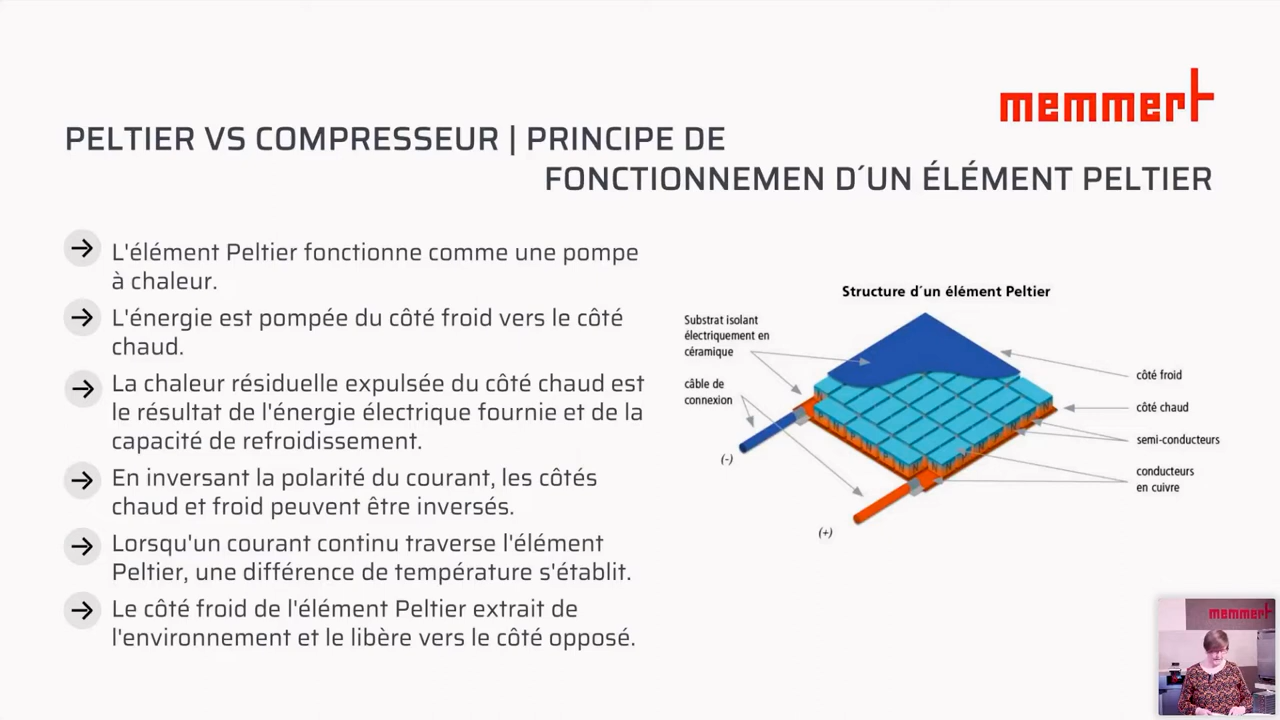 memmert
PELTIER VS COMPRESSEUR | PRINCIPE DE
FONCTIONNEMEN D´UN ÉLÉMENT PELTIER
L'élément Peltier fonctionne comme une pompe
à chaleur.
L'énergie est pompée du côté froid vers le côté
chaud.
La chaleur résiduelle expulsée du côté chaud est
le résultat de l'énergie électrique fournie et de la
capacité de refroidissement.
En inversant la polarité du courant, les côtés
chaud et froid peuvent être inversés.
Lorsqu'un courant continu traverse l'élément
Peltier, une différence de température s'établit.
Le côté froid de l'élément Peltier extrait de
l'environnement et le libère vers le côté opposé.
Structure d´un élément Peltier
Substrat isolant
électriquement en
céramique
câble de
connexion
(-)
(+)
côté froid
côté chaud
semi-conducteurs
conducteurs
en cuivre
memmert